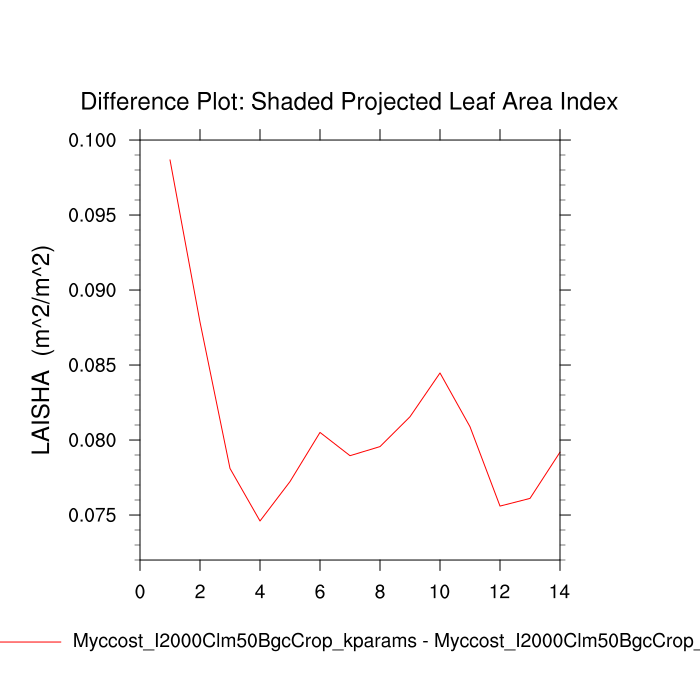 Difference Plot: Shaded Projected Leaf Area Index
LAISHA (m^2/m^2)
0.100
0.095
0.090
0.085
0.080
0.075
0 2 4 6 8 10 12 14
Myccost_I2000Clm50BgcCrop_kparams - Myccost_I2000Clm50BgcCrop_